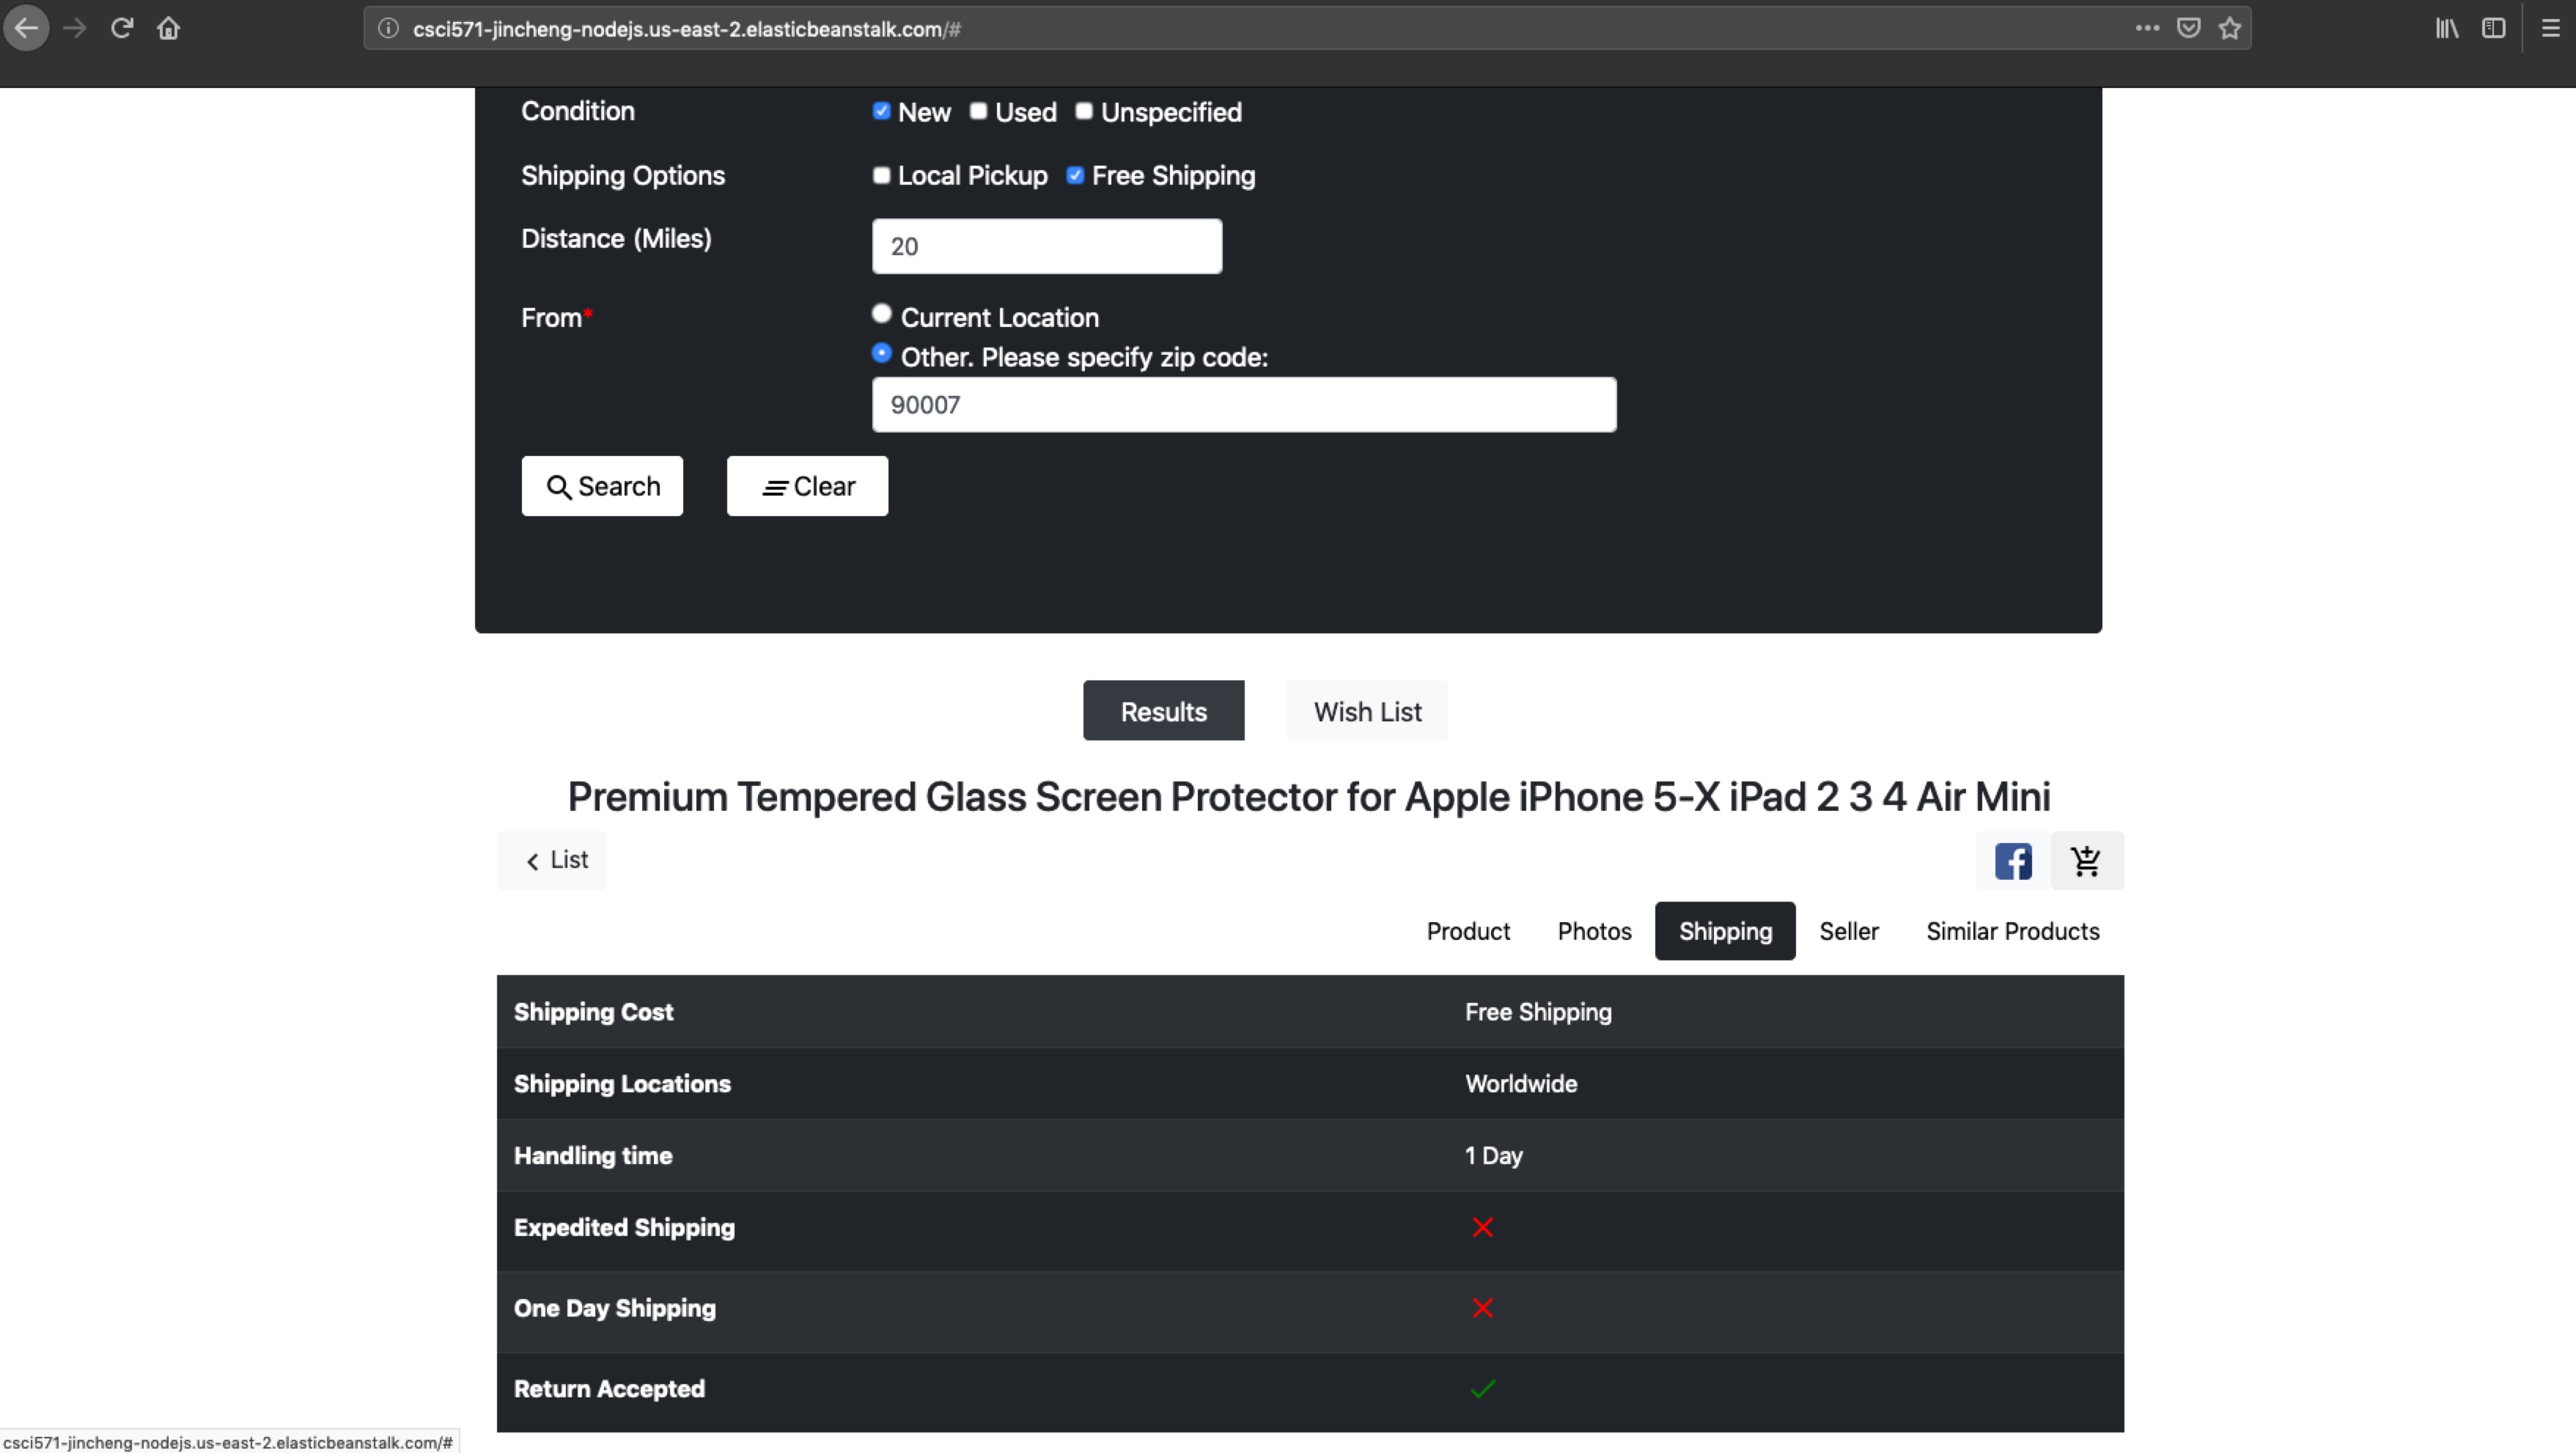 csci571-jincheng-nodejs.us-east-2.elasticbeanstalk.com/#
Condition New Used Unspecified
Shipping Options Local Pickup Free Shipping
Distance (Miles) 20
From* Current Location
Other. Please specify zip code:
90007
Search Clear
Results Wish List
Premium Tempered Glass Screen Protector for Apple iPhone 5-X iPad 2 3 4 Air Mini
List
Product Photos Shipping Seller Similar Products
Shipping Cost Free Shipping
Shipping Locations Worldwide
Handling time 1 Day
Expedited Shipping
One Day Shipping
Return Accepted
csci571-jincheng-nodejs.us-east-2.elasticbeanstalk.com/#